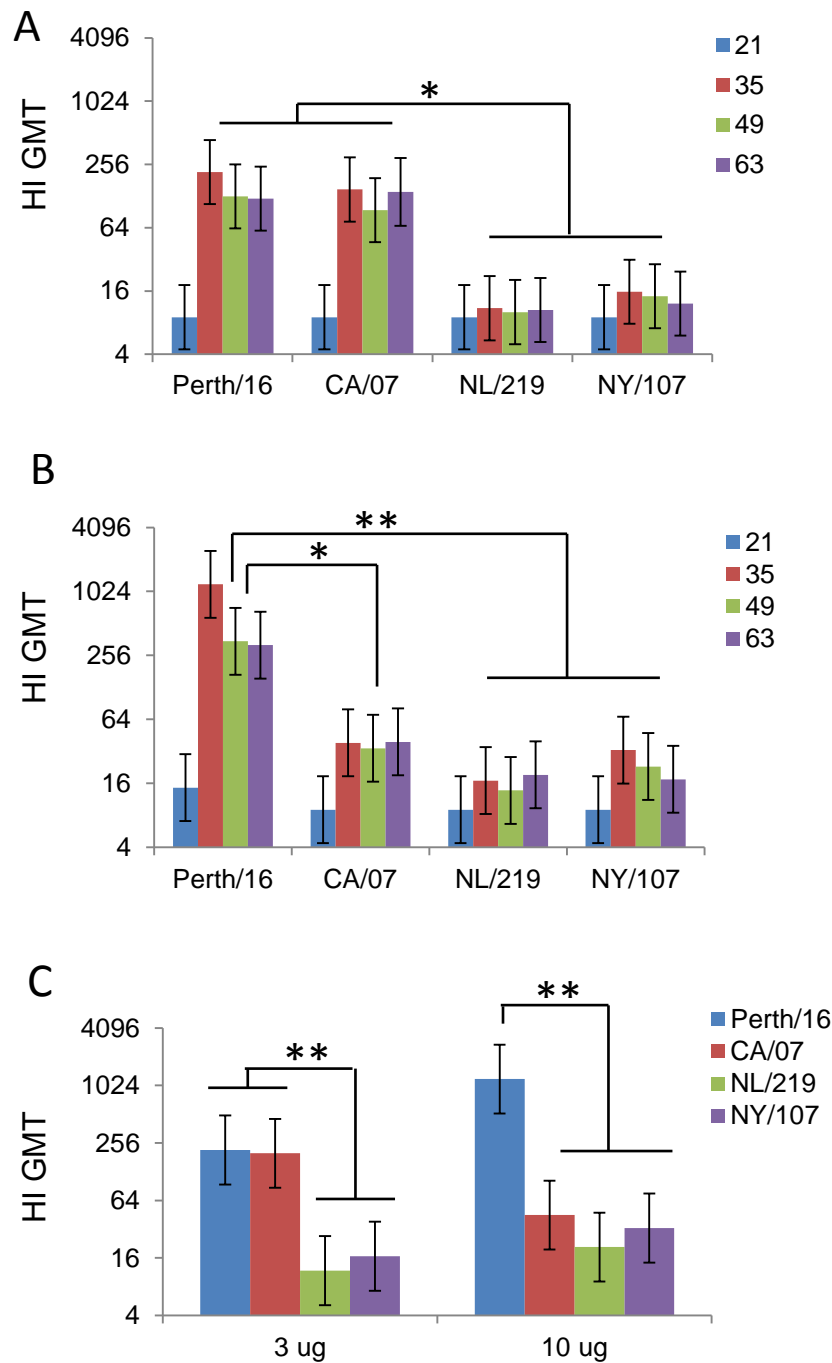 A
HI GMT
4096
1024
256
64
16
4
*
21
35
49
63
Perth/16 CA/07 NL/219 NY/107
B
HI GMT
4096
1024
256
64
16
4
**
*
21
35
49
63
Perth/16 CA/07 NL/219 NY/107
C
HI GMT
4096
1024
256
64
16
4
**
**
Perth/16
CA/07
NL/219
NY/107
3 ug 10 ug